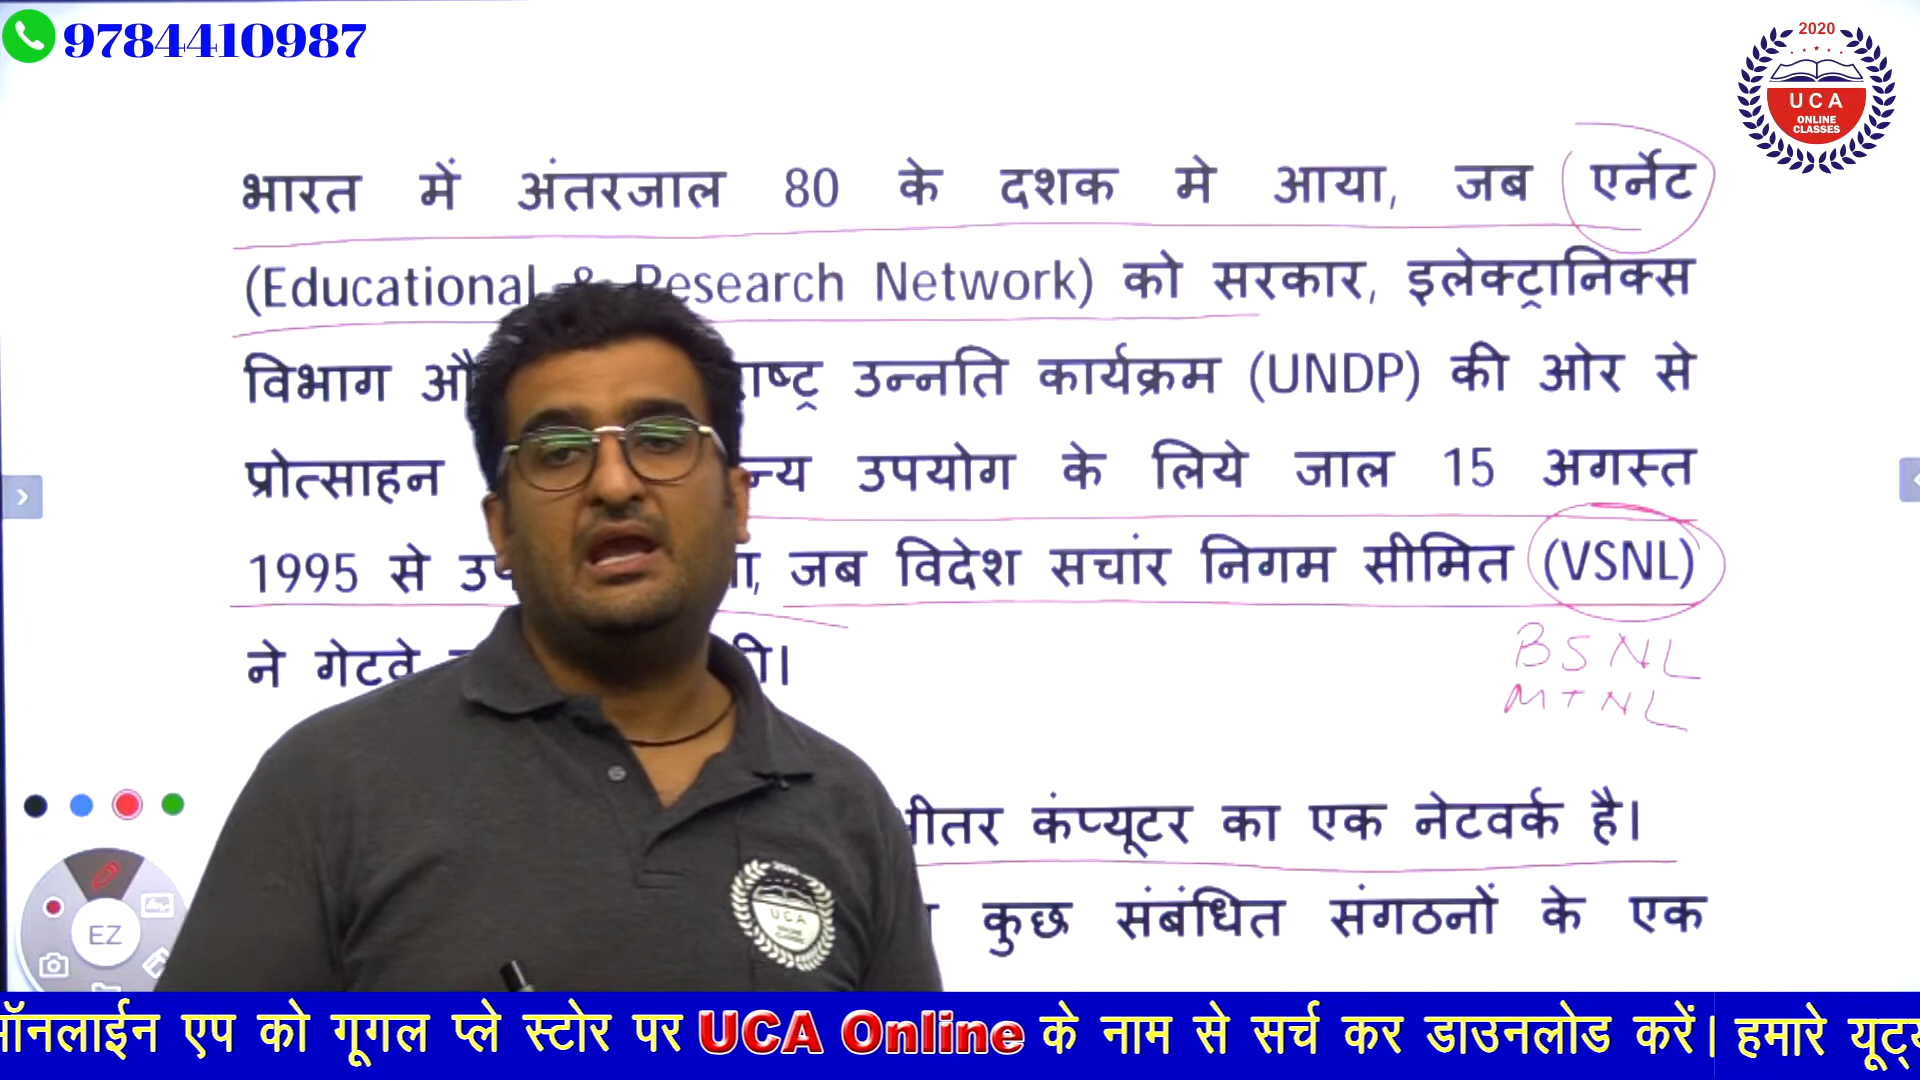 9784410987
2020
UCA
ONLINE
CLASSES
भारत में अंतरजाल 80 के दशक मे आया, जब एर्नेट
(Educational & Research Network) को सरकार, इलेक्ट्रानिक्स
विभाग राष्ट्र उन्नति कार्यक्रम (UNDP) की ओर से
प्रोत्साहन उपयोग के लिये जाल 15 अगस्त
1995 से जब विदेश सचांर निगम सीमित (VSNL)
ने गेटवे
BSNL
MTNL
भीतर कंप्यूटर का एक नेटवर्क है।
कुछ संबंधित संगठनों के एक
EZ
UCA
ऑनलाईन एप को गूगल प्ले स्टोर पर UCA Online के नाम से सर्च कर डाउनलोड करें| हमारे